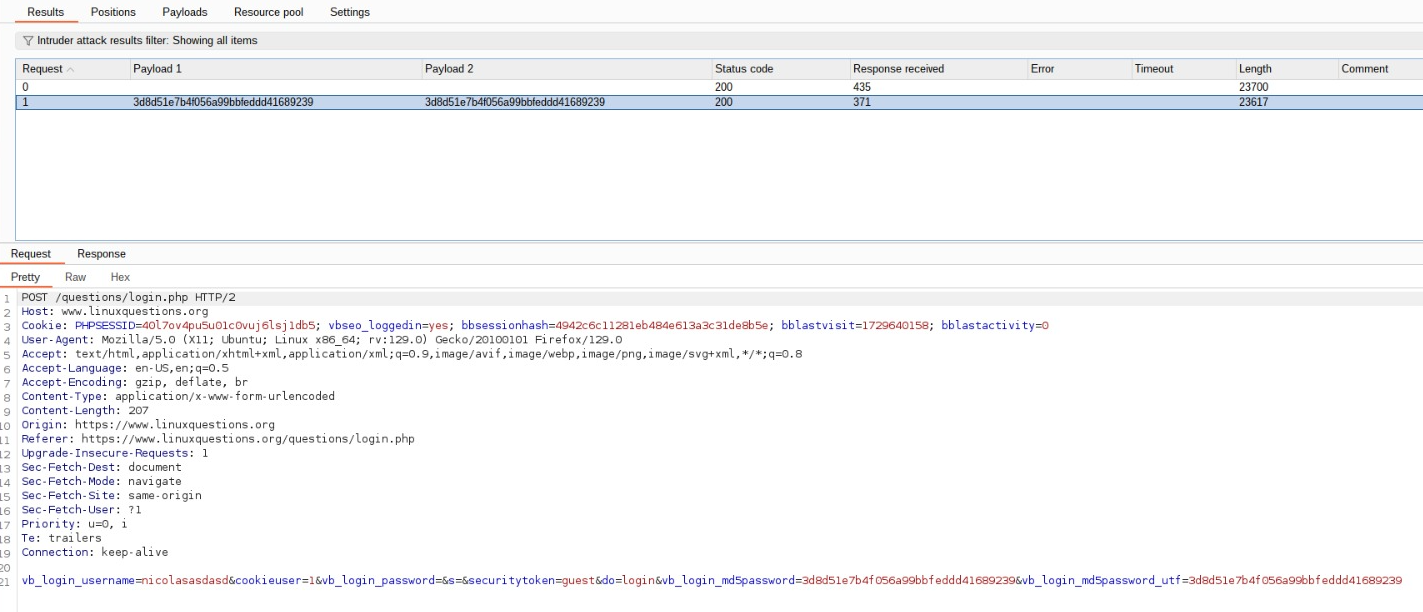 Results Positions Payloads Resource pool Settings
Intruder attack results filter: Showing all items
Request Payload 1 Payload 2 Status code Response received Error Timeout Length Comment
0 200 435 23700
1 3d8d51e7b4f056a99bbfeddd41689239 3d8d51e7b4f056a99bbfeddd41689239 200 371 23617
Request Response
Pretty Raw Hex
1 POST /questions/login.php HTTP/2
2 Host: www.linuxquestions.org
3 Cookie: PHPSESSID=40l7ov4pu5u01c0vuj6lsj1db5; vbseo_loggedin=yes; bbsessionhash=4942c6c11281eb484e613a3c31de8b5e; bblastvisit=1729640158; bblastactivity=0
4 User-Agent: Mozilla/5.0 (X11; Ubuntu; Linux x86_64; rv:129.0) Gecko/20100101 Firefox/129.0
5 Accept: text/html,application/xhtml+xml,application/xml;q=0.9,image/avif,image/webp,image/png,image/svg+xml,*/*;q=0.8
6 Accept-Language: en-US,en;q=0.5
7 Accept-Encoding: gzip, deflate, br
8 Content-Type: application/x-www-form-urlencoded
9 Content-Length: 207
10 Origin: https://www.linuxquestions.org
11 Referer: https://www.linuxquestions.org/questions/login.php
12 Upgrade-Insecure-Requests: 1
13 Sec-Fetch-Dest: document
14 Sec-Fetch-Mode: navigate
15 Sec-Fetch-Site: same-origin
16 Sec-Fetch-User: ?1
17 Priority: u=0, i
18 Te: trailers
19 Connection: keep-alive
20
21 vb_login_username=nicolasasdasd&cookieuser=1&vb_login_password=&s=&securitytoken=guest&do=login&vb_login_md5password=3d8d51e7b4f056a99bbfeddd41689239&vb_login_md5password_utf=3d8d51e7b4f056a99bbfeddd41689239